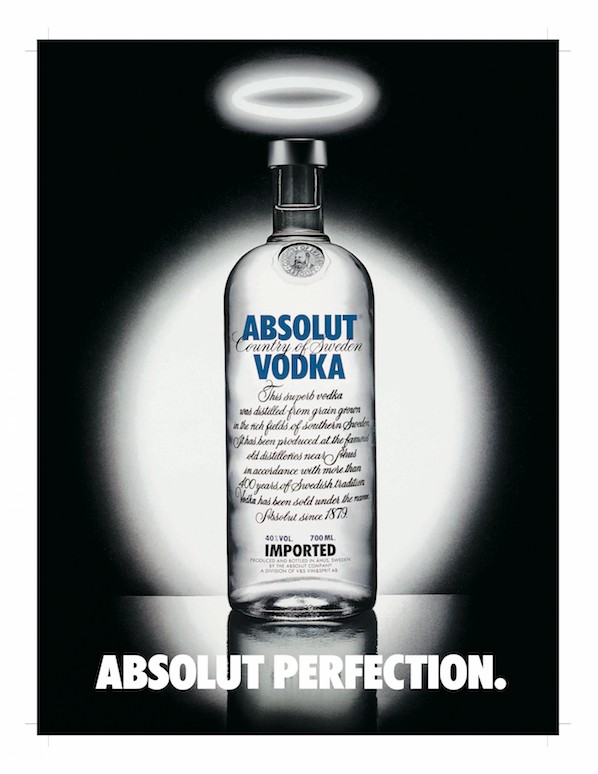 ABSOLUT
Country of Sweden
VODKA
This superb vodka
was distilled from grain grown
in the rich fields of southern Sweden.
It has been produced at the famous
old distilleries near Åhus
in accordance with more than
400 years of Swedish tradition.
Vodka has been sold under the name
Absolut since 1879.
40%VOL. 700 ML.
IMPORTED
PRODUCED AND BOTTLED IN ÅHUS, SWEDEN
BY THE ABSOLUT COMPANY
A DIVISION OF V&S VIN&SPRIT AB
ABSOLUT PERFECTION.